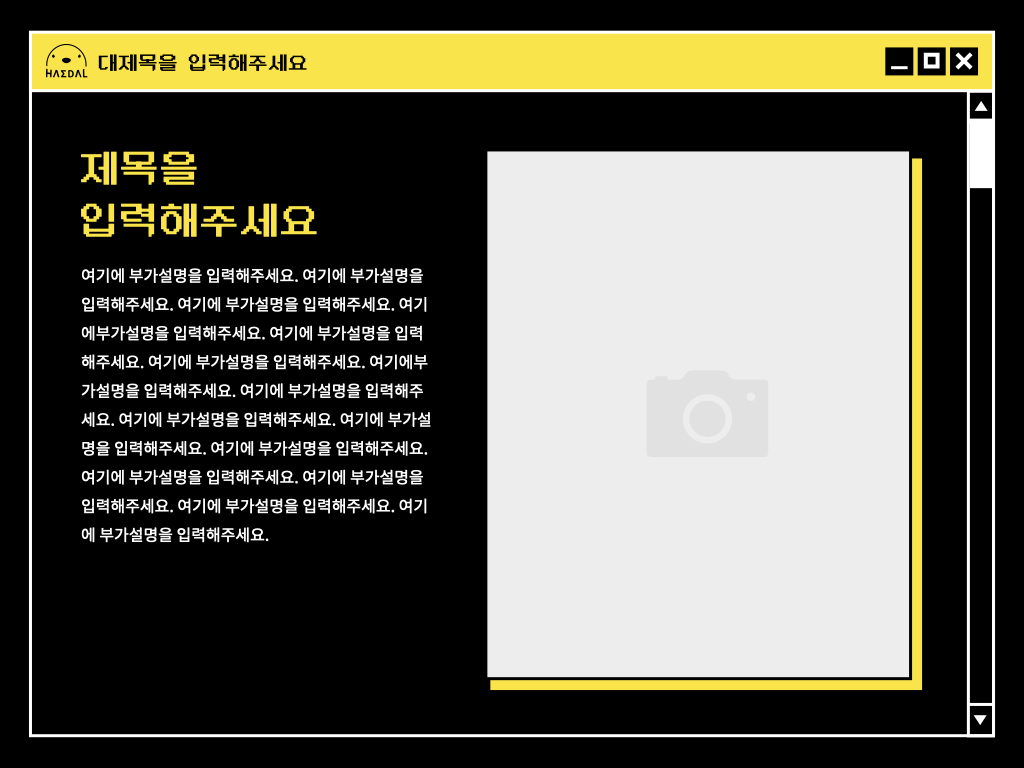 HAΣDAL
대제목을 입력해주세요
제목을
입력해주세요
여기에 부가설명을 입력해주세요. 여기에 부가설명을
입력해주세요. 여기에 부가설명을 입력해주세요. 여기
에부가설명을 입력해주세요. 여기에 부가설명을 입력
해주세요. 여기에 부가설명을 입력해주세요. 여기에부
가설명을 입력해주세요. 여기에 부가설명을 입력해주
세요. 여기에 부가설명을 입력해주세요. 여기에 부가설
명을 입력해주세요. 여기에 부가설명을 입력해주세요.
여기에 부가설명을 입력해주세요. 여기에 부가설명을
입력해주세요. 여기에 부가설명을 입력해주세요. 여기
에 부가설명을 입력해주세요.